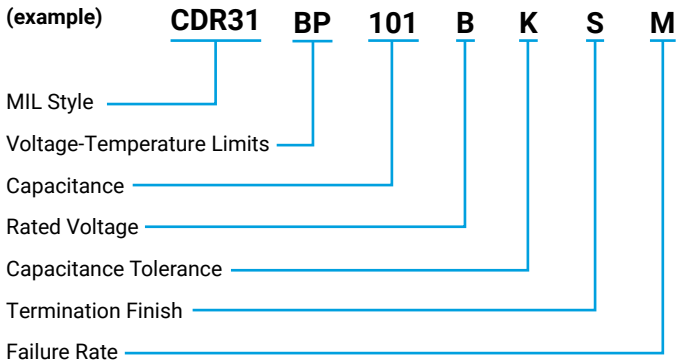 (example) CDR31 BP 101 B K S M
MIL Style
Voltage-Temperature Limits
Capacitance
Rated Voltage
Capacitance Tolerance
Termination Finish
Failure Rate